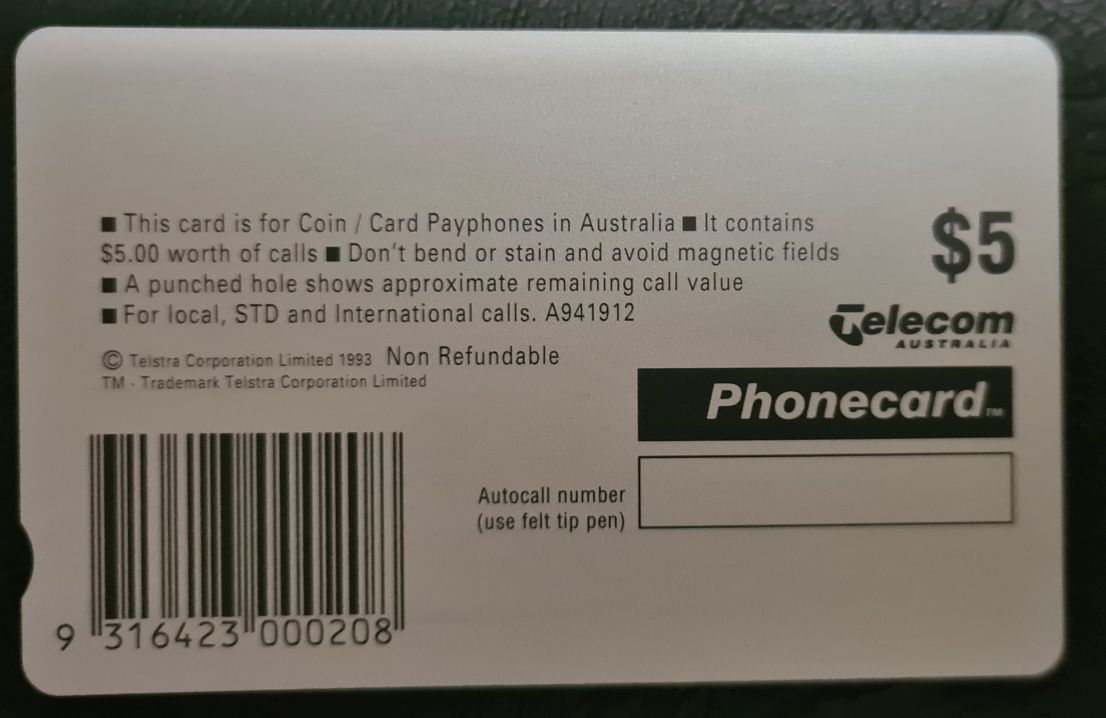 ■ This card is for Coin / Card Payphones in Australia ■ It contains
$5.00 worth of calls ■ Don't bend or stain and avoid magnetic fields
■ A punched hole shows approximate remaining call value
■ For local, STD and International calls. A941912
© Telstra Corporation Limited 1993 Non Refundable
TM - Trademark Telstra Corporation Limited
$5
Telecom
AUSTRALIA
Phonecard™
Autocall number
(use felt tip pen)
9 316423 000208